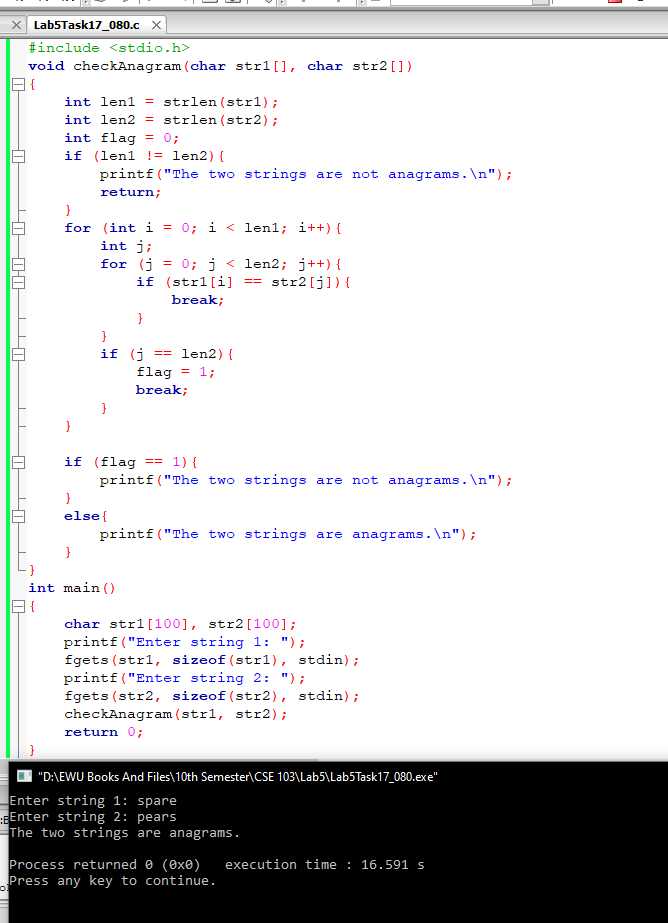 Lab5Task17_080.c
#include <stdio.h>
void checkAnagram(char str1[], char str2[])
{
    int len1 = strlen(str1);
    int len2 = strlen(str2);
    int flag = 0;
    if (len1 != len2){
        printf("The two strings are not anagrams.\n");
        return;
    }
    for (int i = 0; i < len1; i++){
        int j;
        for (j = 0; j < len2; j++){
            if (str1[i] == str2[j]){
                break;
            }
        }
        if (j == len2){
            flag = 1;
            break;
        }
    }

    if (flag == 1){
        printf("The two strings are not anagrams.\n");
    }
    else{
        printf("The two strings are anagrams.\n");
    }
}
int main()
{
    char str1[100], str2[100];
    printf("Enter string 1: ");
    fgets(str1, sizeof(str1), stdin);
    printf("Enter string 2: ");
    fgets(str2, sizeof(str2), stdin);
    checkAnagram(str1, str2);
    return 0;
}
"D:\EWU Books And Files\10th Semester\CSE 103\Lab5\Lab5Task17_080.exe"
Enter string 1: spare
Enter string 2: pears
The two strings are anagrams.

Process returned 0 (0x0)   execution time : 16.591 s
Press any key to continue.